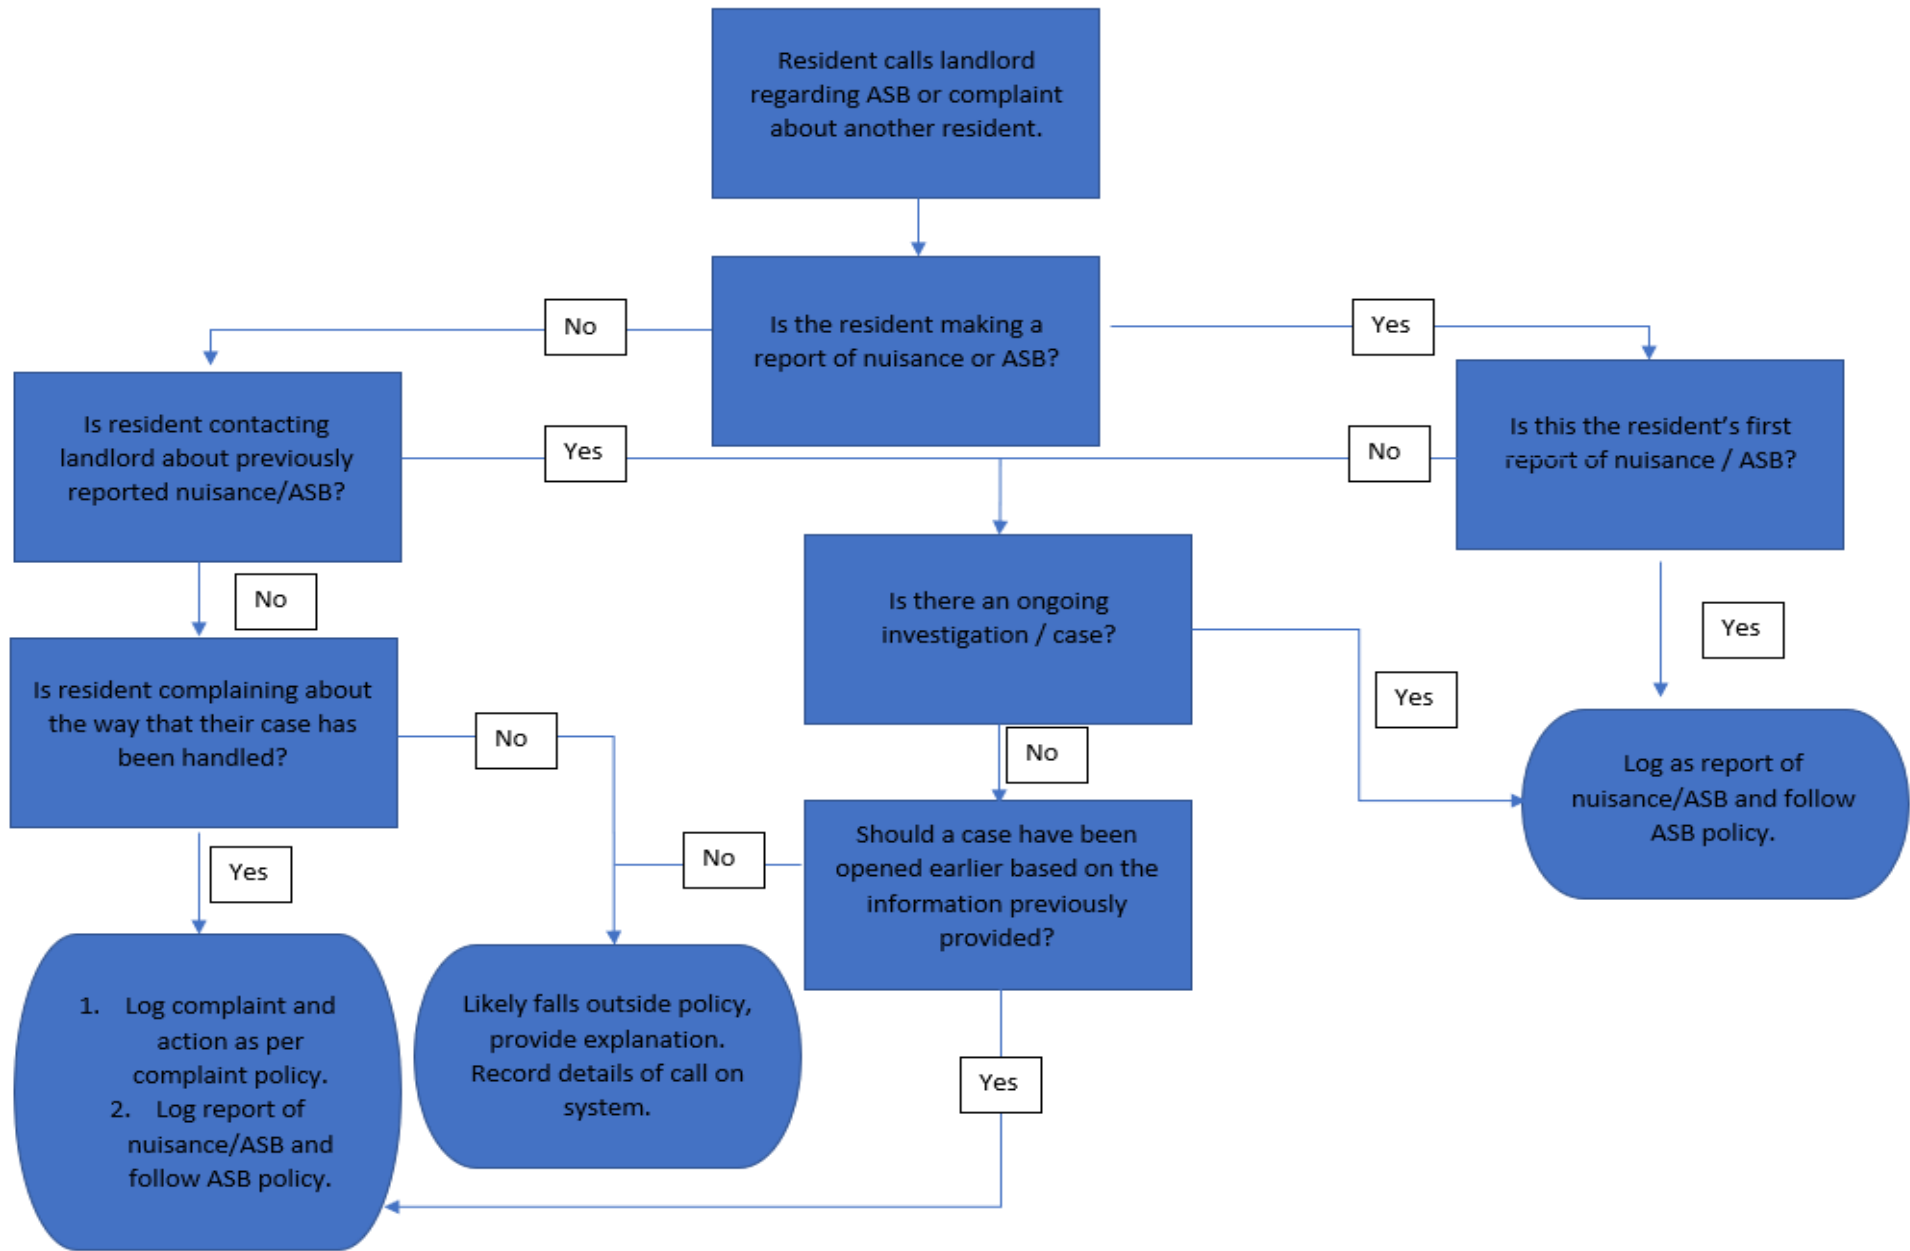 Resident calls landlord
regarding ASB or complaint
about another resident.
No
Is the resident making a
report of nuisance or ASB?
Yes
Is resident contacting
landlord about previously
reported nuisance/ASB?
Yes
No
Is this the resident’s first
report of nuisance / ASB?
No
Is there an ongoing
investigation / case?
Yes
Yes
Is resident complaining about
the way that their case has
been handled?
No
No
Log as report of
nuisance/ASB and follow
ASB policy.
Yes
No
Should a case have been
opened earlier based on the
information previously
provided?
1. Log complaint and
action as per
complaint policy.
2. Log report of
nuisance/ASB and
follow ASB policy.
Likely falls outside policy,
provide explanation.
Record details of call on
system.
Yes